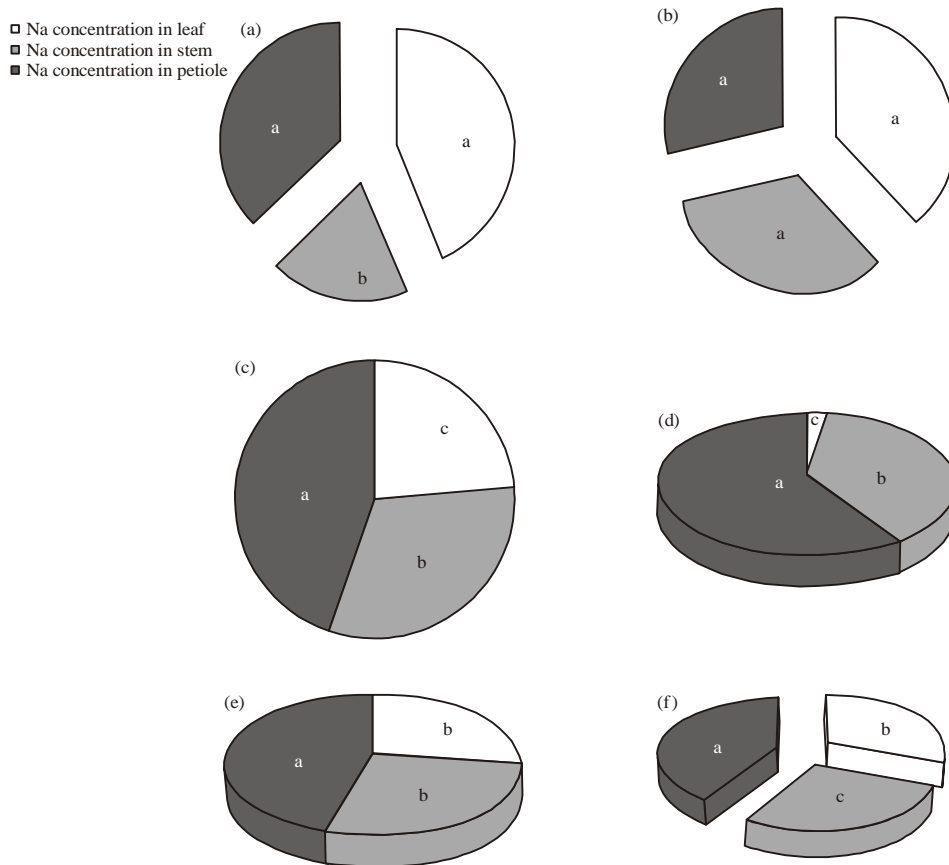 Na concentration in leaf
Na concentration in stem
Na concentration in petiole
(a)
a
a
b
(b)
a
a
a
(c)
c
a
b
(d)
c
a
b
(e)
b
a
b
(f)
b
a
c